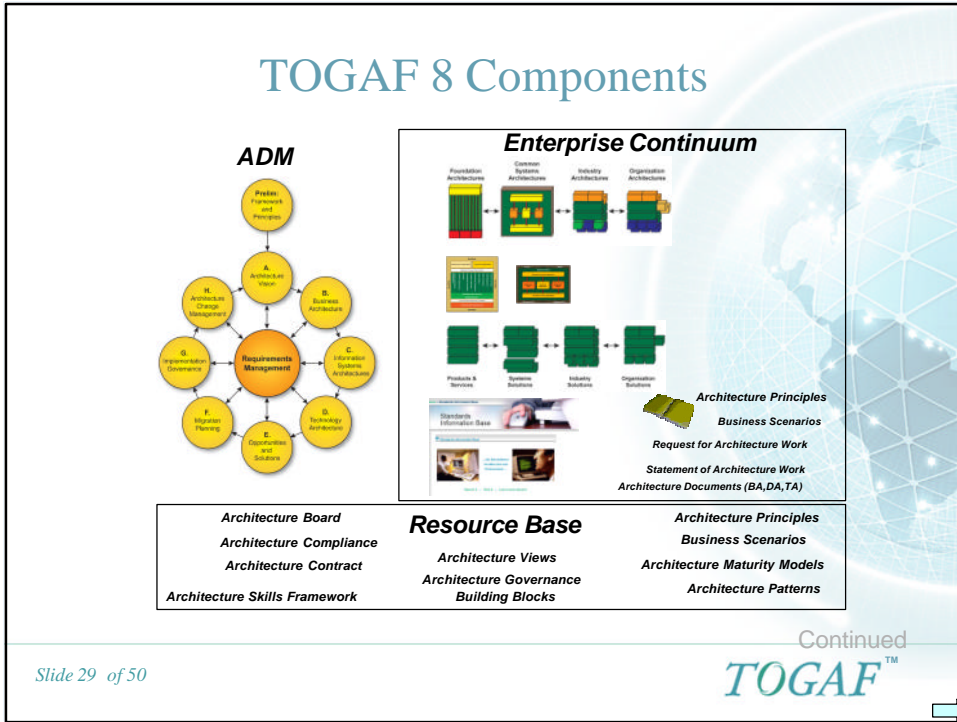 TOGAF 8 Components
ADM
Prelim:
Framework
and
Principles
A.
Architecture
Vision
B.
Business
Architecture
C.
Information
Systems
Architectures
D.
Technology
Architecture
E.
Opportunities
and
Solutions
F.
Migration
Planning
G.
Implementation
Governance
H.
Architecture
Change
Management
Requirements
Management
Enterprise Continuum
Foundation
Architectures
Common
Systems
Architectures
Industry
Architectures
Organisation
Architectures
Products &
Services
Systems
Solutions
Industry
Solutions
Organisation
Solutions
Standards
Information Base
Architecture Principles
Business Scenarios
Request for Architecture Work
Statement of Architecture Work
Architecture Documents (BA,DA,TA)
Resource Base
Architecture Board
Architecture Compliance
Architecture Contract
Architecture Skills Framework
Architecture Views
Architecture Governance
Building Blocks
Architecture Principles
Business Scenarios
Architecture Maturity Models
Architecture Patterns
Continued
Slide 29 of 50
TOGAF™